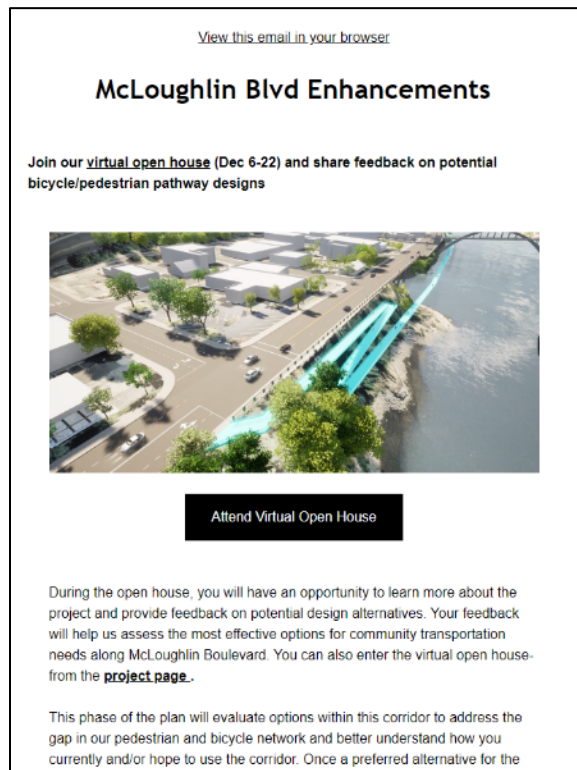 View this email in your browser
McLoughlin Blvd Enhancements
Join our virtual open house (Dec 6-22) and share feedback on potential
bicycle/pedestrian pathway designs
Attend Virtual Open House
During the open house, you will have an opportunity to learn more about the
project and provide feedback on potential design alternatives. Your feedback
will help us assess the most effective options for community transportation
needs along McLoughlin Boulevard. You can also enter the virtual open house-
from the project page .
This phase of the plan will evaluate options within this corridor to address the
gap in our pedestrian and bicycle network and better understand how you
currently and/or hope to use the corridor. Once a preferred alternative for the